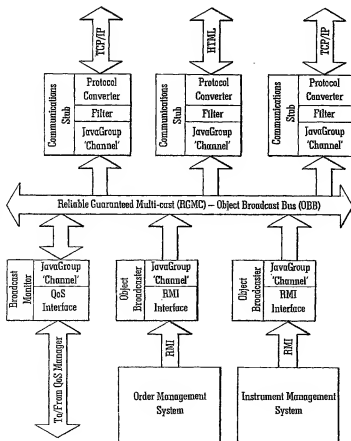 TCP/IP
HTML
TCP/IP
Communications
Stub
Protocol
Converter
Filter
JavaGroup
'Channel'
Communications
Stub
Protocol
Converter
Filter
JavaGroup
'Channel'
Communications
Stub
Protocol
Converter
Filter
JavaGroup
'Channel'
Reliable Guaranteed Multi-cast (RGMC) – Object Broadcast Bus (OBB)
Broadcast
Monitor
JavaGroup
'Channel'
QoS
Interface
Object
Broadcaster
JavaGroup
'Channel'
RMI
Interface
Object
Broadcaster
JavaGroup
'Channel'
RMI
Interface
To/From QoS Manager
RMI
RMI
Order Management
System
Instrument Management
System